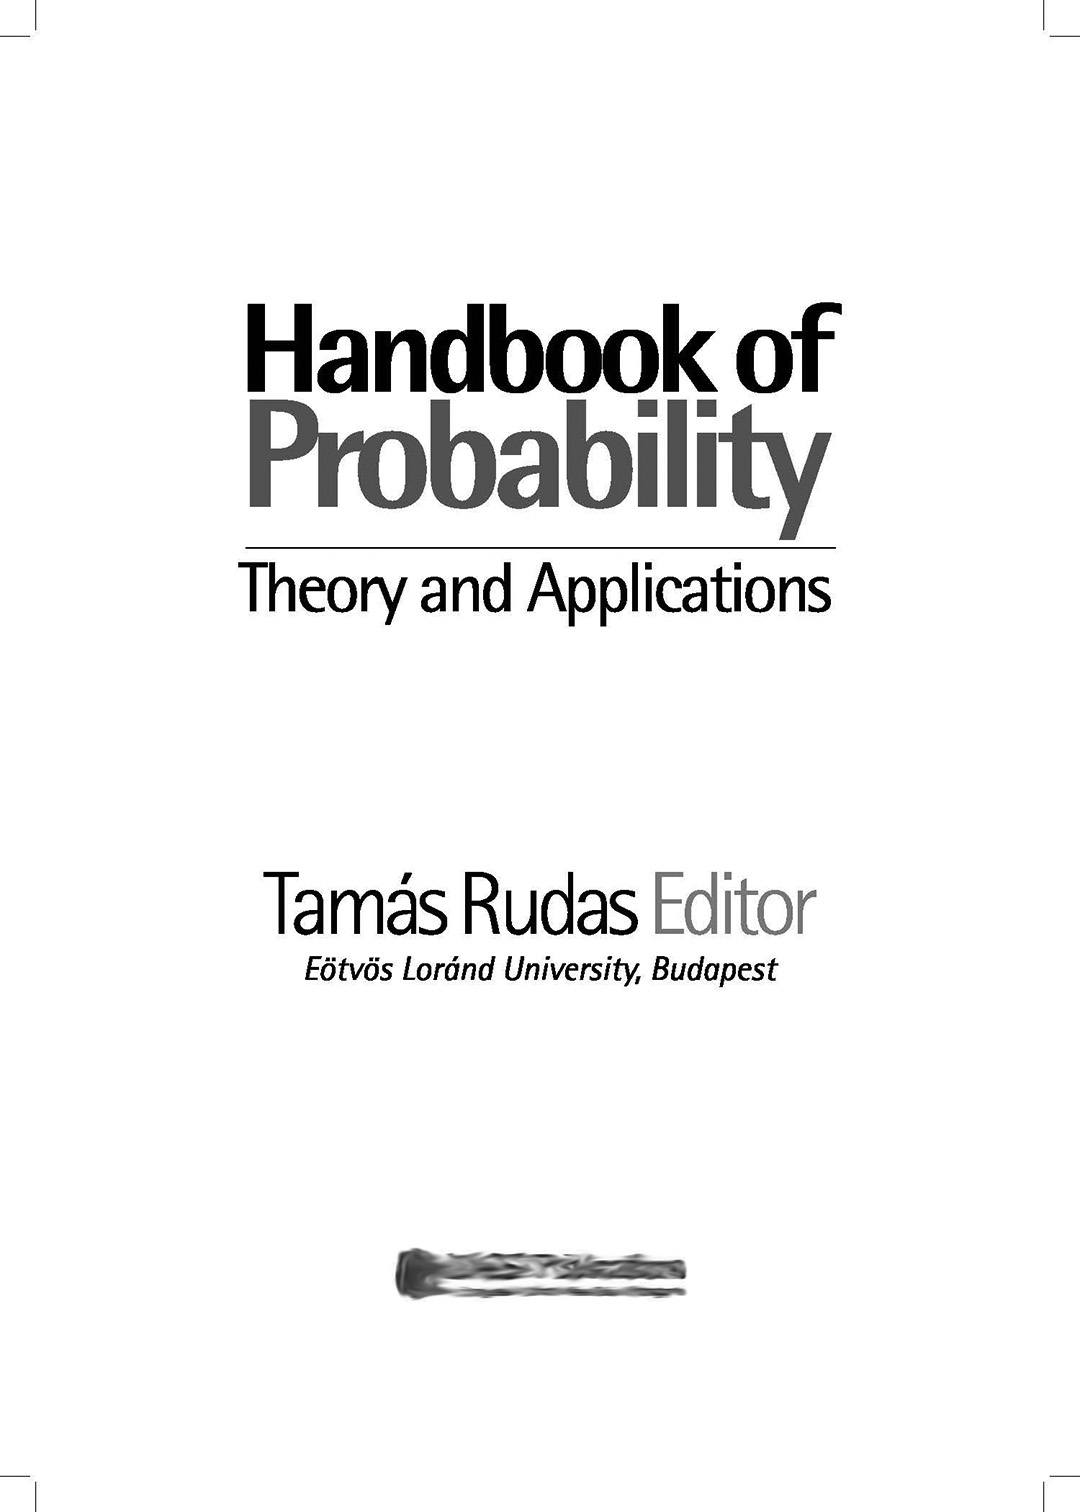 Handbook of
Probability
Theory and Applications
Tamás Rudas Editor
Eötvös Loránd University, Budapest